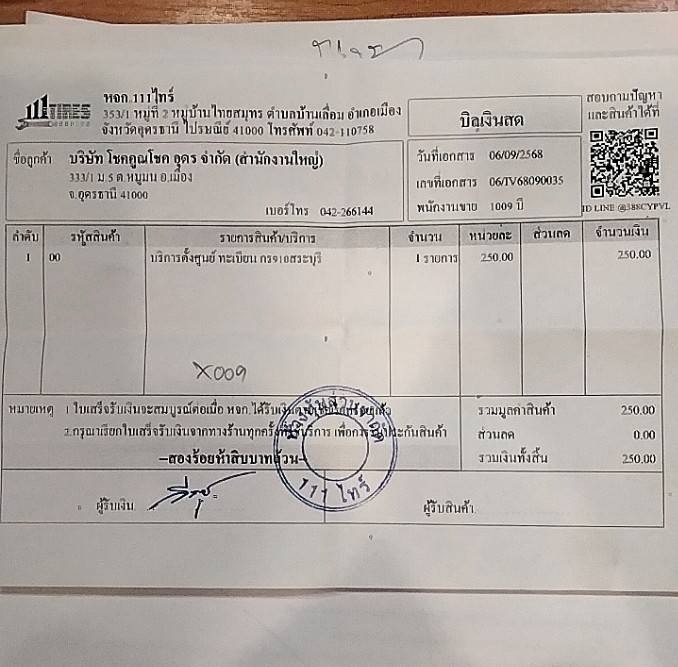 111 TIRES
หจก.111ไทร์
353/1 หมู่ที่ 2 หมู่บ้านไทยสมุทร ตำบลบ้านเลื่อม อำเภอเมือง
จังหวัดอุดรธานี ไปรษณีย์ 41000 โทรศัพท์ 042-110758
บิลเงินสด
สอบถามปัญหา
และสินค้าได้ที่
ID LINE @388CYPVL
ชื่อลูกค้า บริษัท โชคคูณโชค อุดร จำกัด (สำนักงานใหญ่)
333/1 ม.5 ต.หมูมน อ.เมือง
จ.อุดรธานี 41000
เบอร์โทร 042-266144
วันที่เอกสาร 06/09/2568
เลขที่เอกสาร 06/IV68090035
พนักงานขาย 1009 บี
ลำดับ รหัสสินค้า รายการสินค้า/บริการ จำนวน หน่วยละ ส่วนลด จำนวนเงิน
1 00 บริการตั้งศูนย์ ทะเบียน สระบุรี 1 รายการ 250.00 250.00
X009
หมายเหตุ 1.ใบเสร็จรับเงินจะสมบูรณ์ต่อเมื่อ หจก.ได้รับเงิน
2.กรุณาเรียกใบเสร็จรับเงินจากทางร้านทุกครั้ง บริการ เพื่อการรับประกันสินค้า
รวมมูลค่าสินค้า 250.00
ส่วนลด 0.00
รวมเงินทั้งสิ้น 250.00
–สองร้อยห้าสิบบาทถ้วน–
ห้างหุ้นส่วนจำกัด
111 ไทร์
ผู้รับเงิน
ผู้รับสินค้า